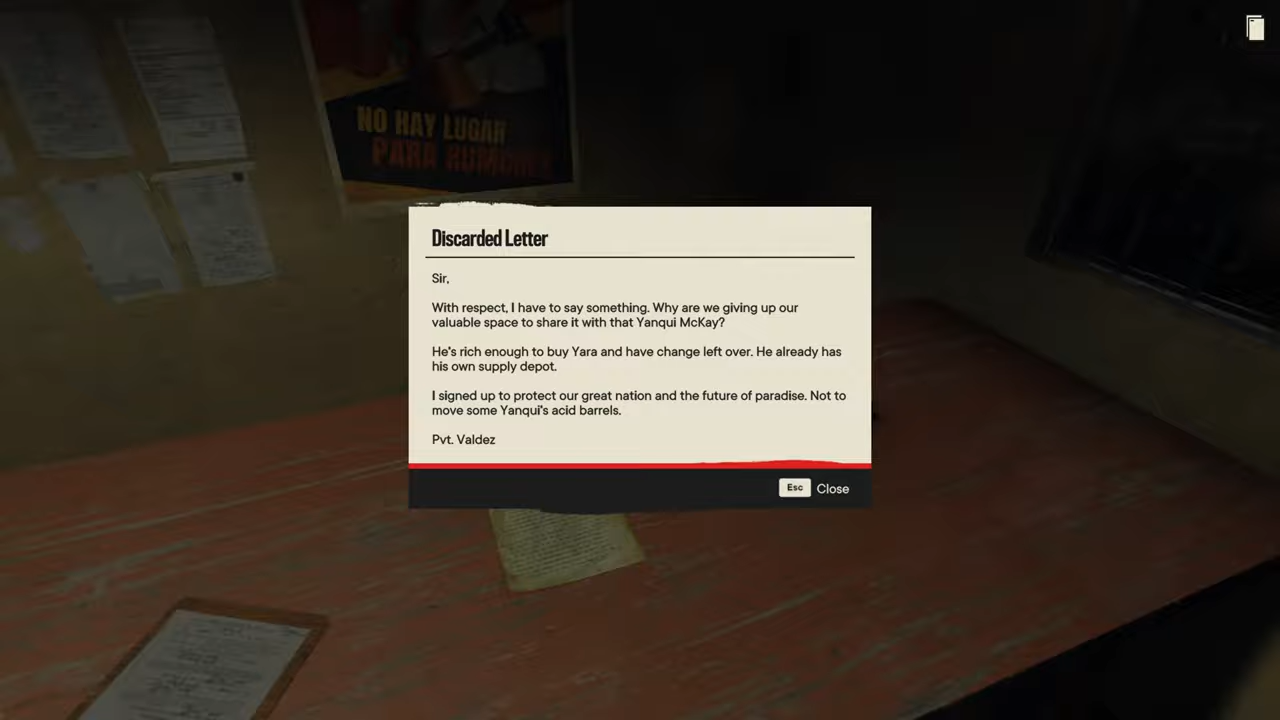 NO HAY LUGAR
PARA
Discarded Letter
Sir,
With respect, I have to say something. Why are we giving up our
valuable space to share it with that Yanqui McKay?
He's rich enough to buy Yara and have change left over. He already has
his own supply depot.
I signed up to protect our great nation and the future of paradise. Not to
move some Yanqui's acid barrels.
Pvt. Valdez
Esc Close